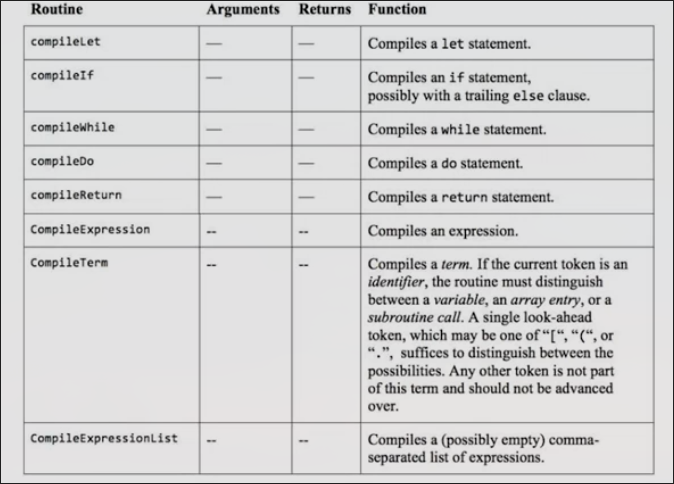 Routine Arguments Returns Function
compileLet — — Compiles a let statement.
compileIf — — Compiles an if statement,
possibly with a trailing else clause.
compileWhile — — Compiles a while statement.
compileDo — — Compiles a do statement.
compileReturn — — Compiles a return statement.
CompileExpression -- -- Compiles an expression.
CompileTerm -- -- Compiles a term. If the current token is an
identifier, the routine must distinguish
between a variable, an array entry, or a
subroutine call. A single look-ahead
token, which may be one of “[“, “(“, or
“.”, suffices to distinguish between the
possibilities. Any other token is not part
of this term and should not be advanced
over.
CompileExpressionList -- -- Compiles a (possibly empty) comma-
separated list of expressions.